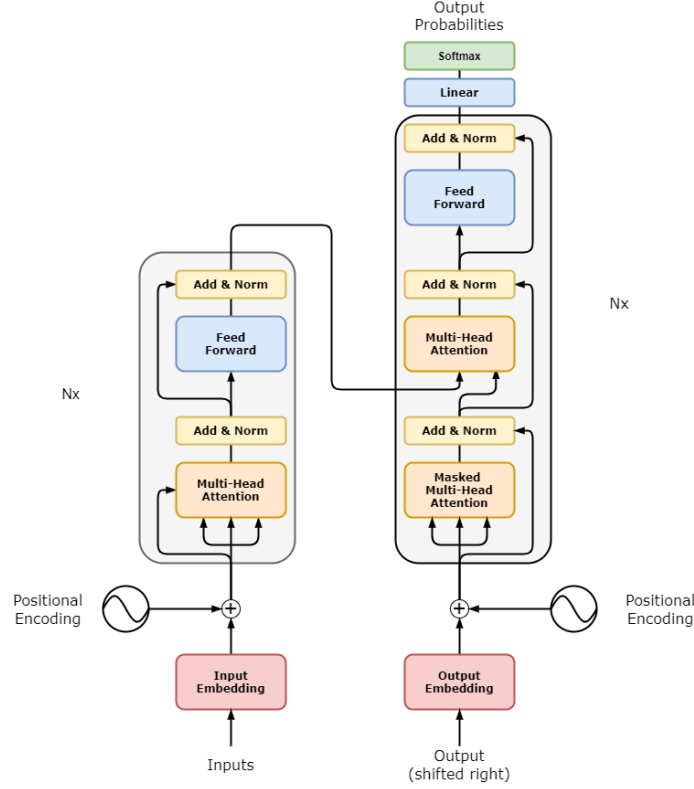 Output
Probabilities
Softmax
Linear
Add & Norm
Feed
Forward
Add & Norm
Multi-Head
Attention
Add & Norm
Masked
Multi-Head
Attention
Nx
Add & Norm
Feed
Forward
Nx
Add & Norm
Multi-Head
Attention
Positional
Encoding
+
+
Positional
Encoding
Input
Embedding
Output
Embedding
Inputs
Output
(shifted right)